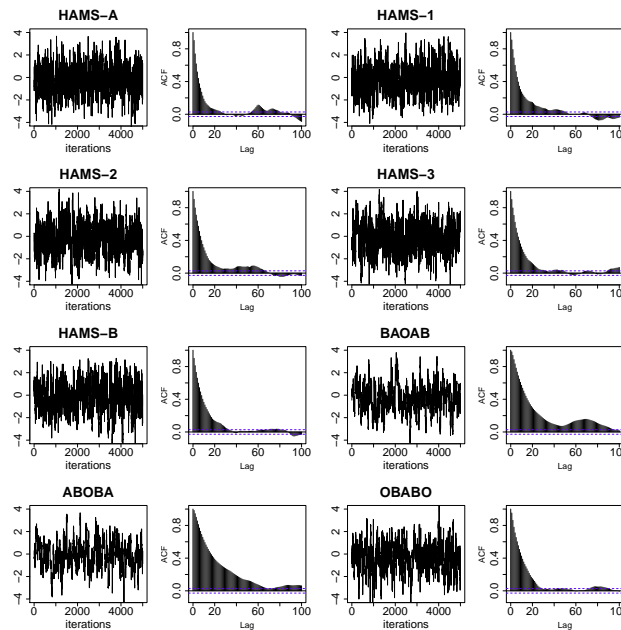 HAMS−A
−4 −2 0 2 4
0 2000 4000
iterations
ACF
0.0 0.4 0.8
0 20 60 100
Lag
HAMS−1
−4 −2 0 2 4
0 2000 4000
iterations
ACF
0.0 0.4 0.8
0 20 60 100
Lag
HAMS−2
−4 −2 0 2 4
0 2000 4000
iterations
ACF
0.0 0.4 0.8
0 20 60 100
Lag
HAMS−3
−4 −2 0 2 4
0 2000 4000
iterations
ACF
0.0 0.4 0.8
0 20 60 100
Lag
HAMS−B
−4 −2 0 2 4
0 2000 4000
iterations
ACF
0.0 0.4 0.8
0 20 60 100
Lag
BAOAB
−4 −2 0 2 4
0 2000 4000
iterations
ACF
0.0 0.4 0.8
0 20 60 100
Lag
ABOBA
−4 −2 0 2 4
0 2000 4000
iterations
ACF
0.0 0.4 0.8
0 20 60 100
Lag
OBABO
−4 −2 0 2 4
0 2000 4000
iterations
ACF
0.0 0.4 0.8
0 20 60 100
Lag